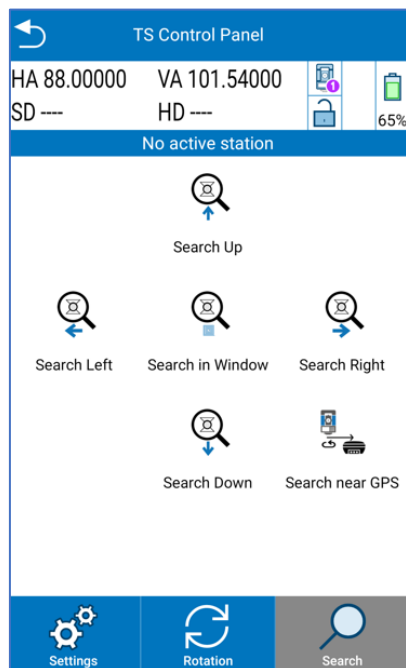 TS Control Panel
HA 88.00000 VA 101.54000
1
SD ---- HD ----
65%
No active station
Search Up
Search Left Search in Window Search Right
Search Down Search near GPS
Settings Rotation Search